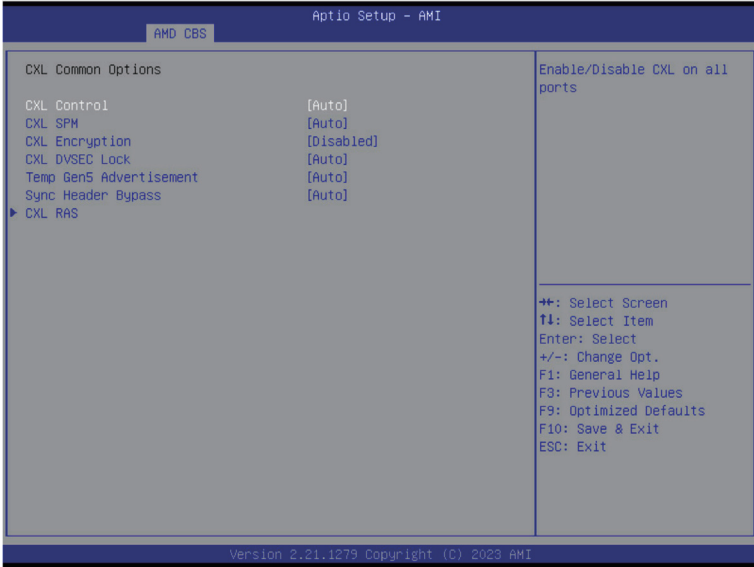 Aptio Setup - AMI
AMD CBS
CXL Common Options
CXL Control [Auto]
CXL SPM [Auto]
CXL Encryption [Disabled]
CXL DVSEC Lock [Auto]
Temp Gen5 Advertisement [Auto]
Sync Header Bypass [Auto]
CXL RAS
Enable/Disable CXL on all
ports
→←: Select Screen
↑↓: Select Item
Enter: Select
+/-: Change Opt.
F1: General Help
F3: Previous Values
F9: Optimized Defaults
F10: Save & Exit
ESC: Exit
Version 2.21.1279 Copyright (C) 2023 AMI